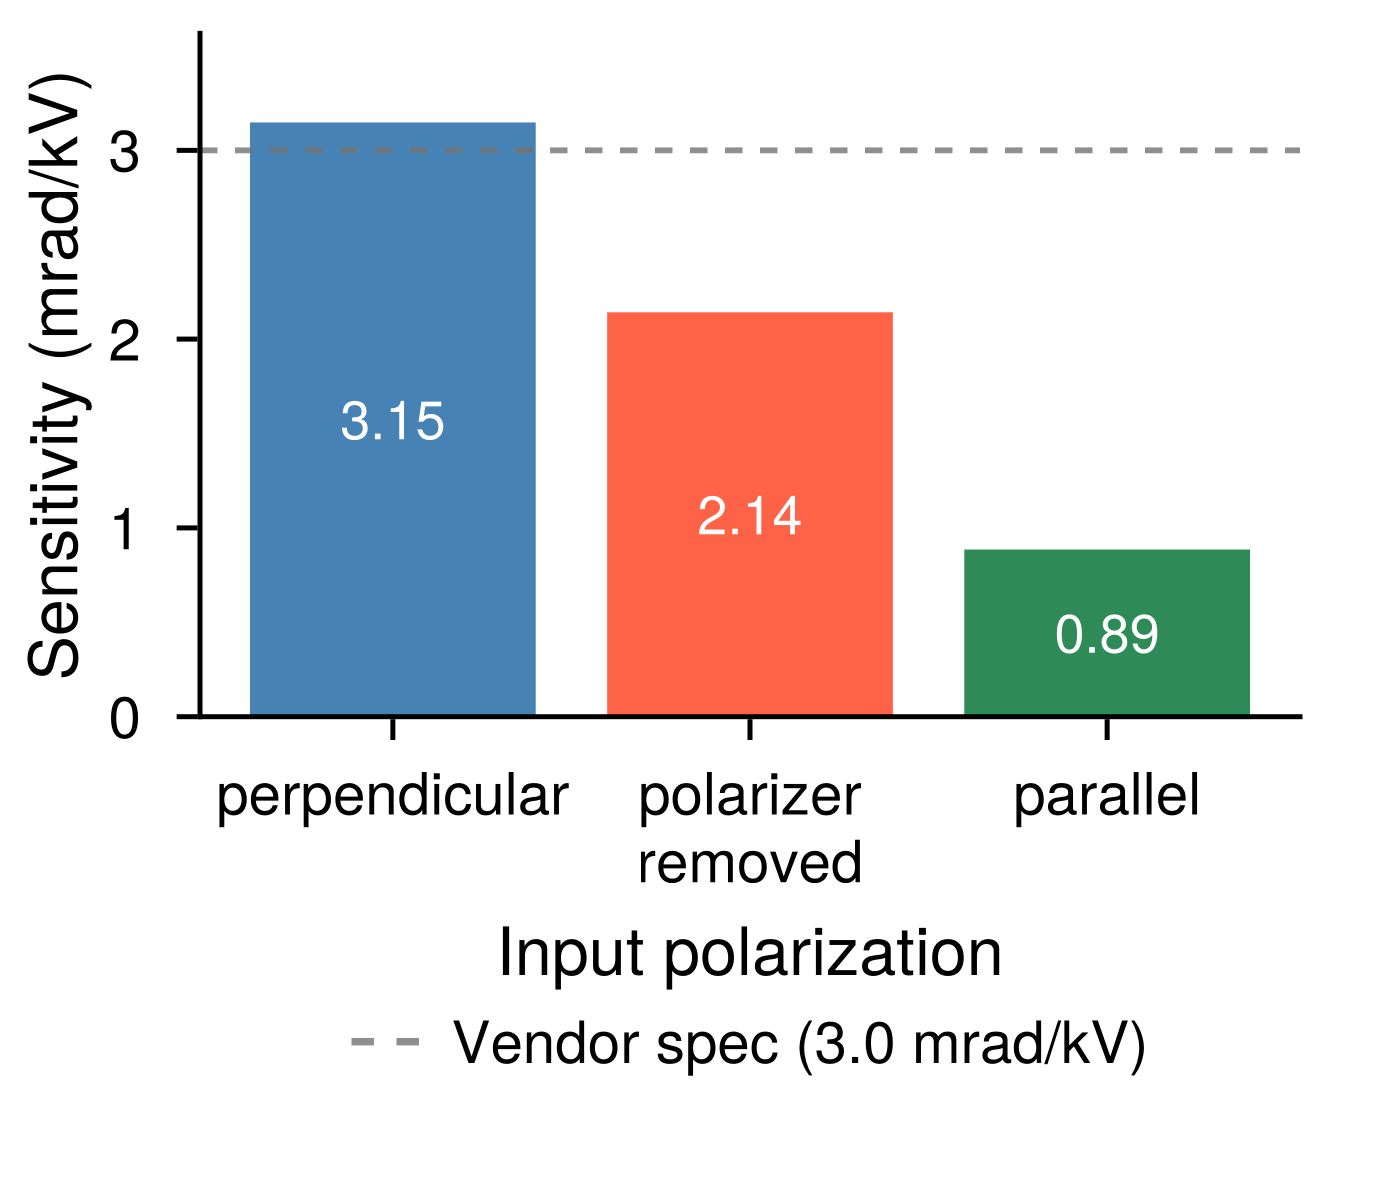 Sensitivity (mrad/kV)
3
2
1
0
3.15
2.14
0.89
perpendicular
polarizer
removed
parallel
Input polarization
Vendor spec (3.0 mrad/kV)